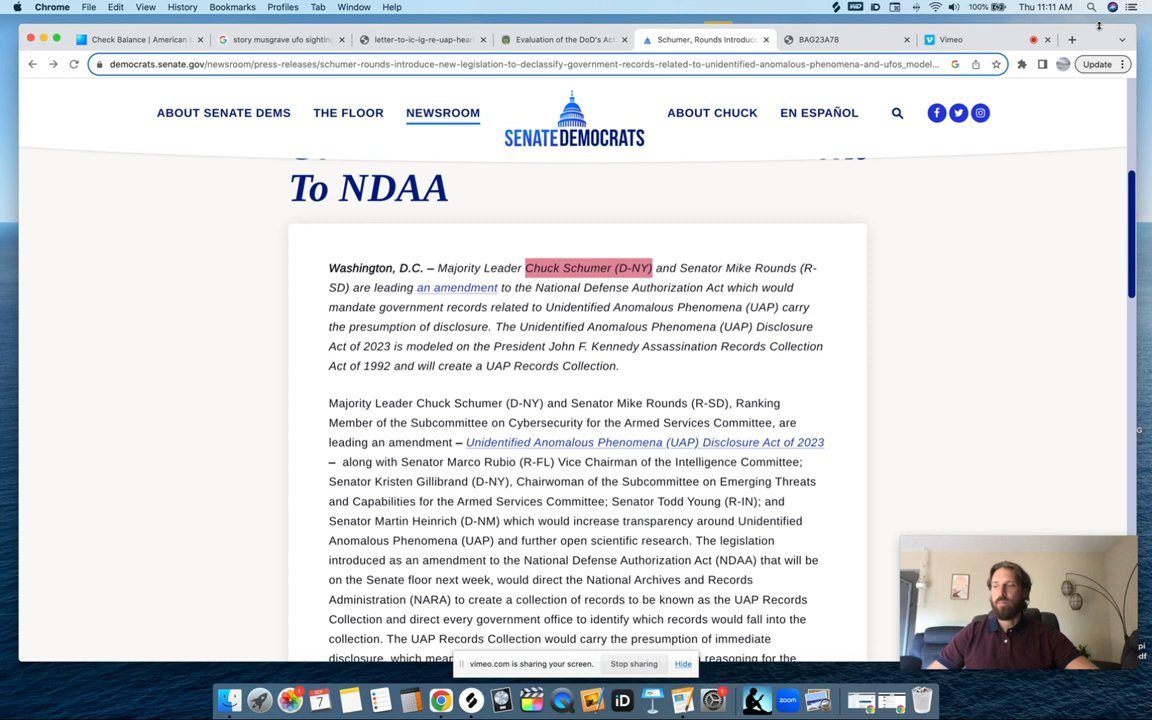 Chrome File Edit View History Bookmarks Profiles Tab Window Help 100% Thu 11:11 AM
Check Balance | American story musgrave ufo sighting letter-to-ic-ig-re-uap-hear Evaluation of the DoD's Act Schumer, Rounds Introduc BAG23A78 Vimeo
democrats.senate.gov/newsroom/press-releases/schumer-rounds-introduce-new-legislation-to-declassify-government-records-related-to-unidentified-anomalous-phenomena-and-ufos_model... Update
ABOUT SENATE DEMS THE FLOOR NEWSROOM SENATEDEMOCRATS ABOUT CHUCK EN ESPAÑOL
To NDAA
Washington, D.C. – Majority Leader Chuck Schumer (D-NY) and Senator Mike Rounds (R-
SD) are leading an amendment to the National Defense Authorization Act which would
mandate government records related to Unidentified Anomalous Phenomena (UAP) carry
the presumption of disclosure. The Unidentified Anomalous Phenomena (UAP) Disclosure
Act of 2023 is modeled on the President John F. Kennedy Assassination Records Collection
Act of 1992 and will create a UAP Records Collection.
Majority Leader Chuck Schumer (D-NY) and Senator Mike Rounds (R-SD), Ranking
Member of the Subcommittee on Cybersecurity for the Armed Services Committee, are
leading an amendment – Unidentified Anomalous Phenomena (UAP) Disclosure Act of 2023
– along with Senator Marco Rubio (R-FL) Vice Chairman of the Intelligence Committee;
Senator Kristen Gillibrand (D-NY), Chairwoman of the Subcommittee on Emerging Threats
and Capabilities for the Armed Services Committee; Senator Todd Young (R-IN); and
Senator Martin Heinrich (D-NM) which would increase transparency around Unidentified
Anomalous Phenomena (UAP) and further open scientific research. The legislation
introduced as an amendment to the National Defense Authorization Act (NDAA) that will be
on the Senate floor next week, would direct the National Archives and Records
Administration (NARA) to create a collection of records to be known as the UAP Records
Collection and direct every government office to identify which records would fall into the
collection. The UAP Records Collection would carry the presumption of immediate
disclosure, which mean reasoning for the
vimeo.com is sharing your screen. Stop sharing Hide
SEP
7
iD
zoom